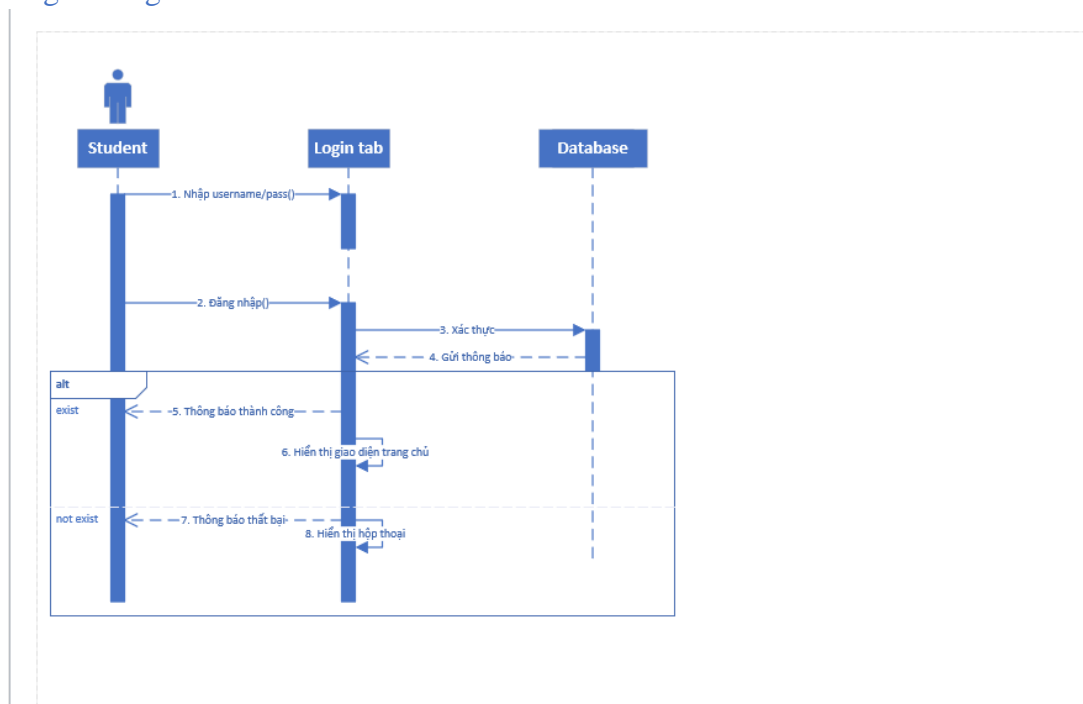 Student
Login tab
Database
1. Nhập username/pass()
2. Đăng nhập()
3. Xác thực
4. Gửi thông báo
alt
exist
5. Thông báo thành công
6. Hiển thị giao diện trang chủ
not exist
7. Thông báo thất bại
8. Hiển thị hộp thoại